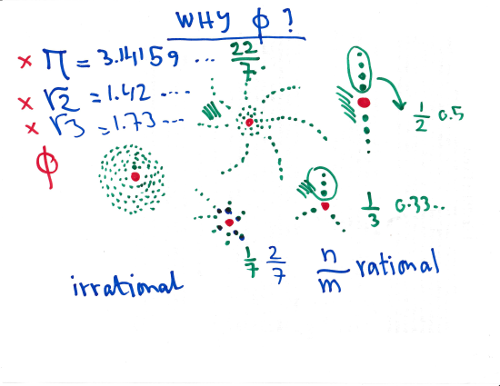 WHY ϕ ?
× π = 3.14159 ... 22/7
× √2 = 1.42 ....
× √3 = 1.73 ...
ϕ
1/2 0.5
1/3 0.33..
1/7 2/7
n/m rational
irrational